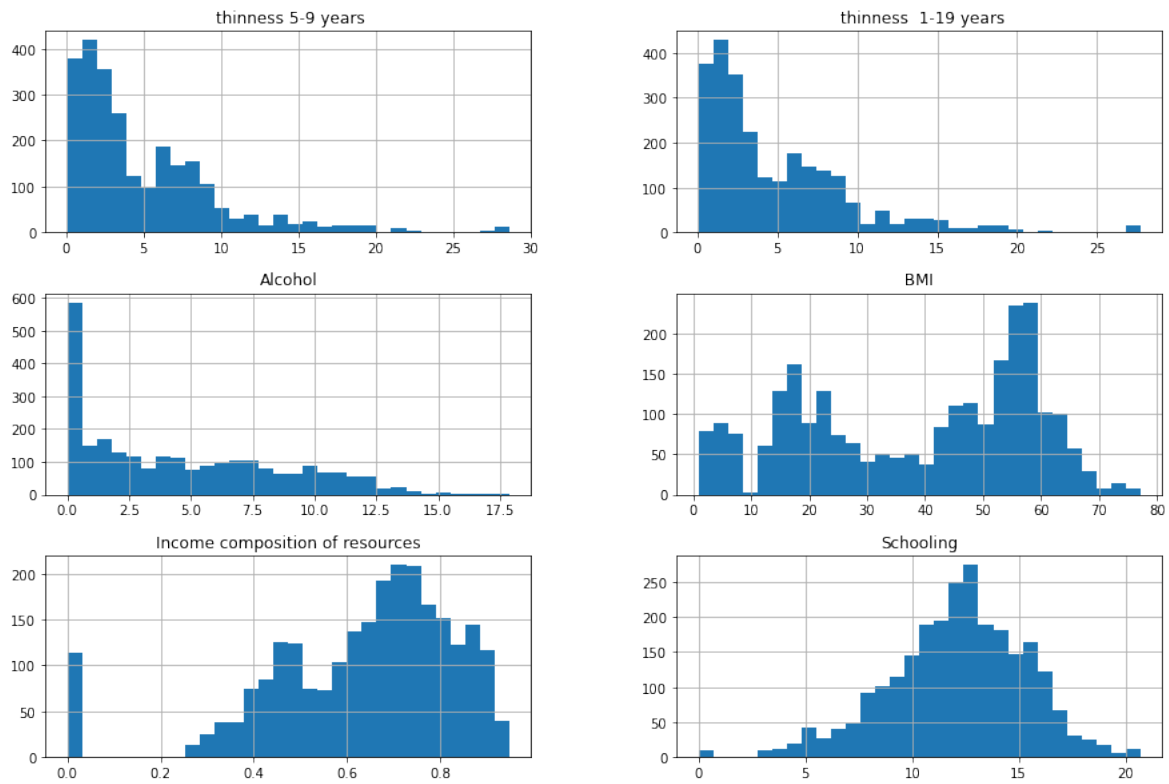 thinness 5-9 years
400
300
200
100
0
0 5 10 15 20 25 30
thinness  1-19 years
400
300
200
100
0
0 5 10 15 20 25
Alcohol
600
500
400
300
200
100
0
0.0 2.5 5.0 7.5 10.0 12.5 15.0 17.5
BMI
200
150
100
50
0
0 10 20 30 40 50 60 70 80
Income composition of resources
200
150
100
50
0
0.0 0.2 0.4 0.6 0.8
Schooling
250
200
150
100
50
0
0 5 10 15 20